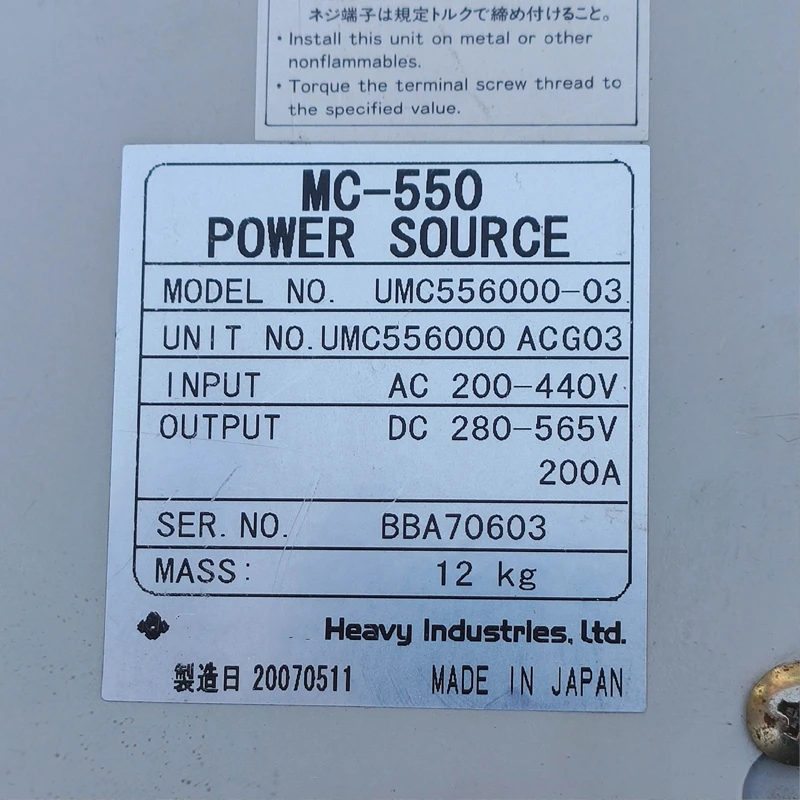 ネジ端子は規定トルクで締め付けること。
・Install this unit on metal or other
nonflammables.
・Torque the terminal screw thread to
the specified value.
MC-550
POWER SOURCE
MODEL NO. UMC556000-03
UNIT NO. UMC556000 ACG03
INPUT AC 200-440V
OUTPUT DC 280-565V
200A
SER. NO. BBA70603
MASS: 12 kg
Heavy Industries, Ltd.
製造日 20070511 MADE IN JAPAN